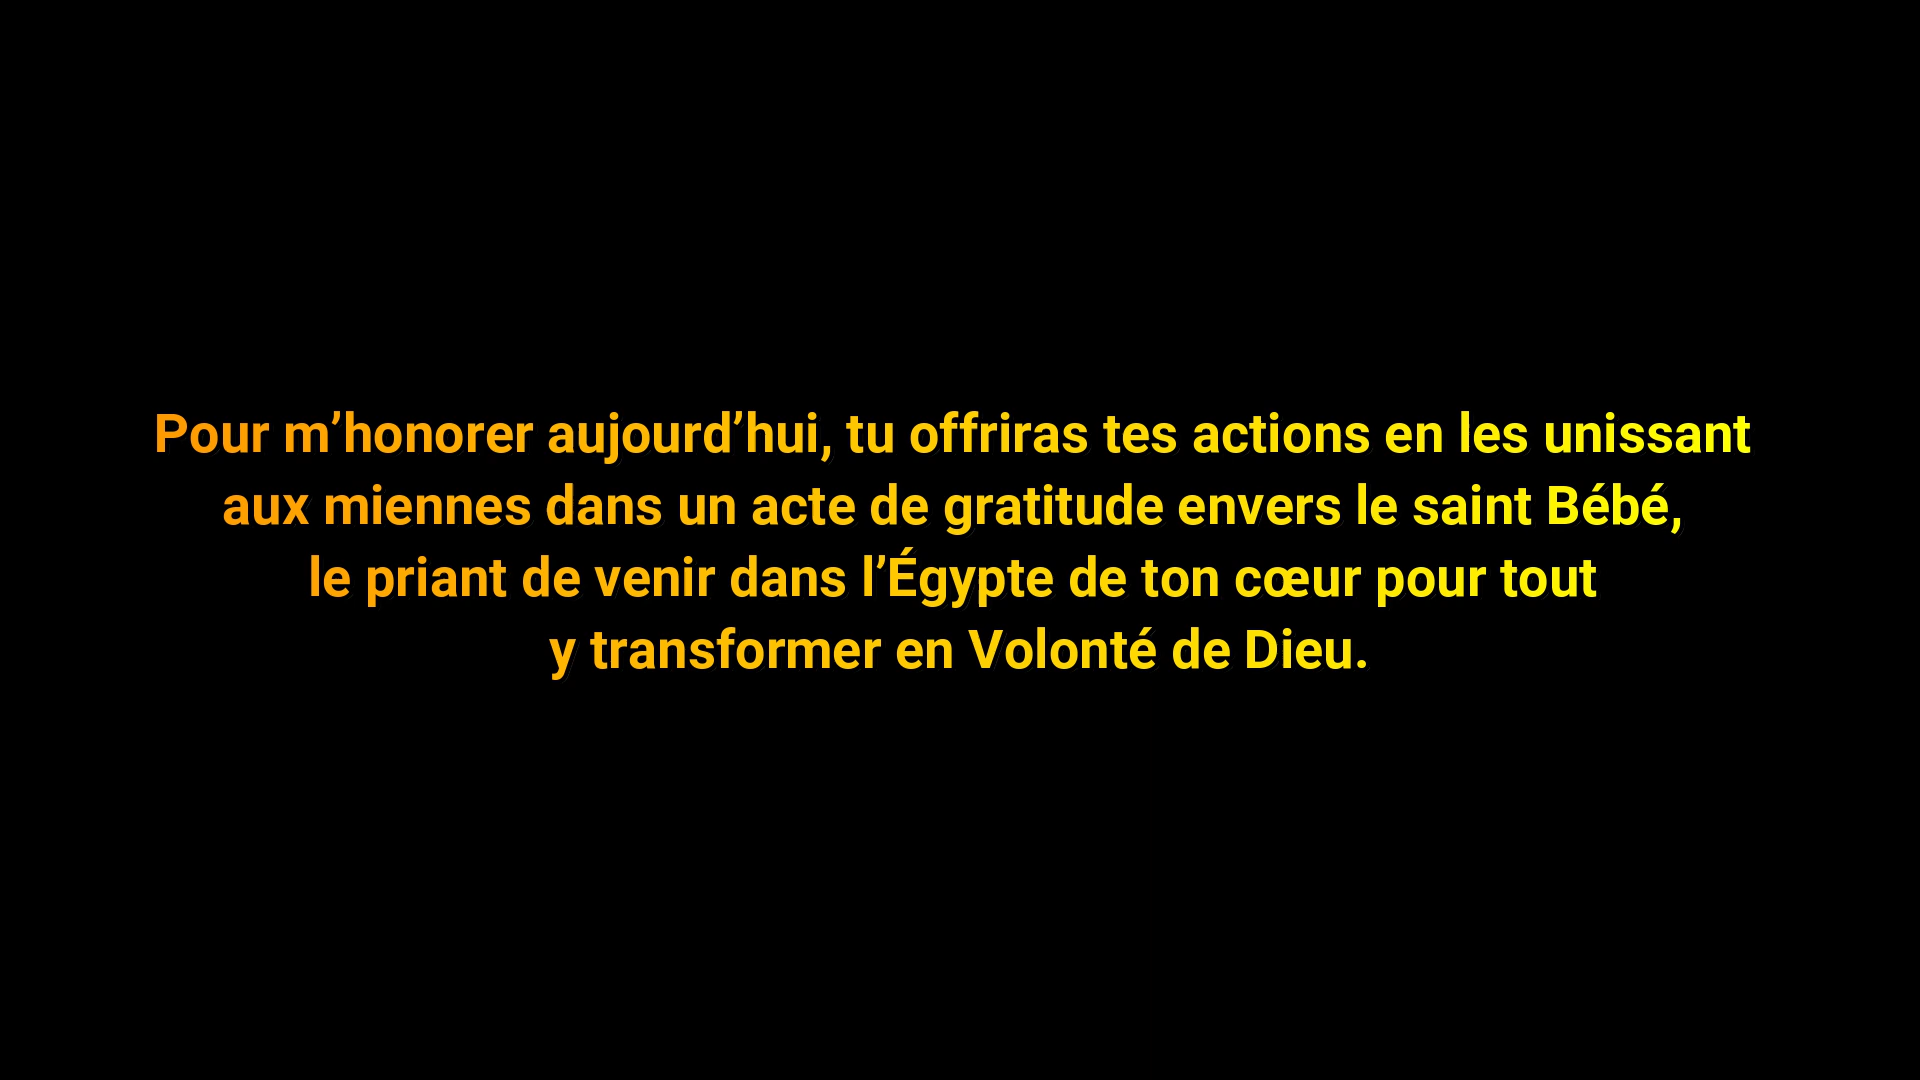 Pour m’honorer aujourd’hui, tu offriras tes actions en les unissant
aux miennes dans un acte de gratitude envers le saint Bébé,
le priant de venir dans l’Égypte de ton cœur pour tout
y transformer en Volonté de Dieu.